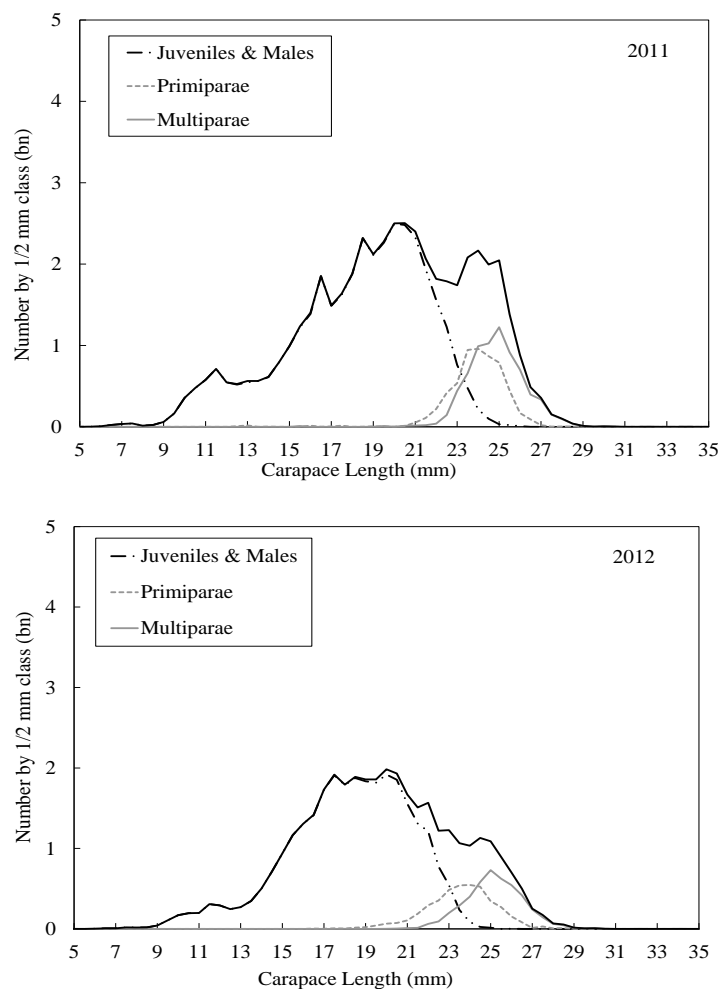 5
Juveniles & Males
2011
Primiparae
4
Multiparae
3
2
1
0
Number by 1/2 mm class (bn)
5 7 9 11 13 15 17 19 21 23 25 27 29 31 33 35
Carapace Length (mm)
5
Juveniles & Males
2012
Primiparae
4
Multiparae
3
2
1
0
Number by 1/2 mm class (bn)
5 7 9 11 13 15 17 19 21 23 25 27 29 31 33 35
Carapace Length (mm)